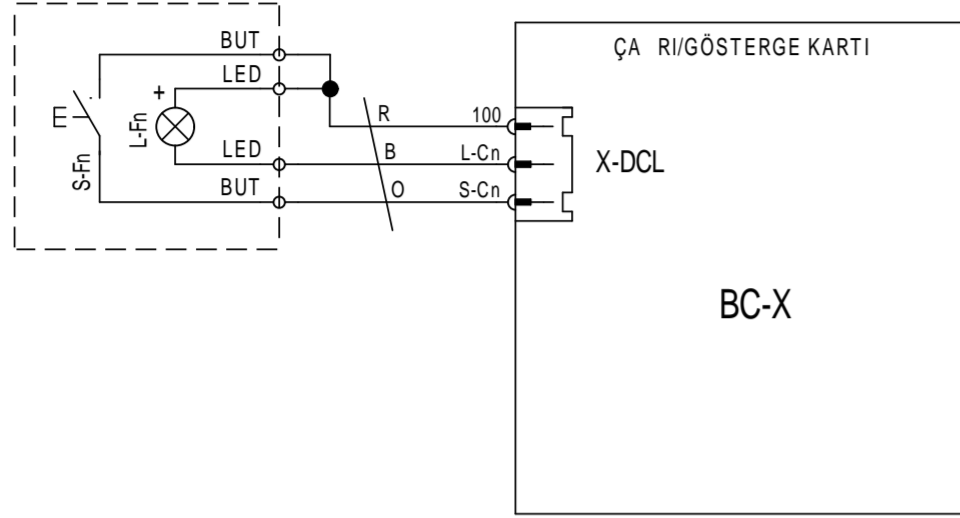 BUT
LED
LED
BUT
+
L-Fn
S-Fn
R
B
O
100
L-Cn
S-Cn
ÇA RI/GÖSTERGE KARTI
X-DCL
BC-X